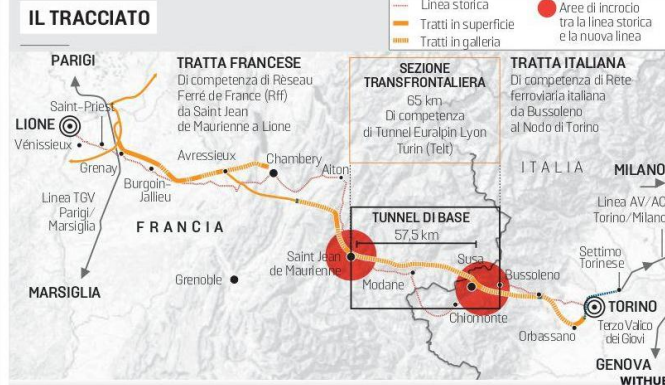 IL TRACCIATO
Linea storica
Tratti in superficie
Tratti in galleria
Aree di incrocio
tra la linea storica
e la nuova linea
PARIGI
TRATTA FRANCESE
Di competenza di Rèseau
Ferré de France (Rff)
da Saint Jean
de Maurienne a Lione
SEZIONE
TRANSFRONTALIERA
65 km
Di competenza
di Tunnel Euralpin Lyon
Turin (Telt)
TRATTA ITALIANA
Di competenza di Rete
ferroviaria italiana
da Bussoleno
al Nodo di Torino
Saint-Priest
LIONE
Vénissieux
Grenay
Burgoin-
Jallieu
Avressieux
Chambery
Alton
ITALIA
MILANO
Linea AV/AC
Torino/Milano
Linea TGV
Parigi/
Marsiglia
FRANCIA
TUNNEL DI BASE
57,5 km
Saint Jean
de Maurienne
Modane
Susa
Bussoleno
Settimo
Torinese
Grenoble
MARSIGLIA
Chiomonte
Orbassano
TORINO
Terzo Valico
dei Giovi
GENOVA
WITHUB